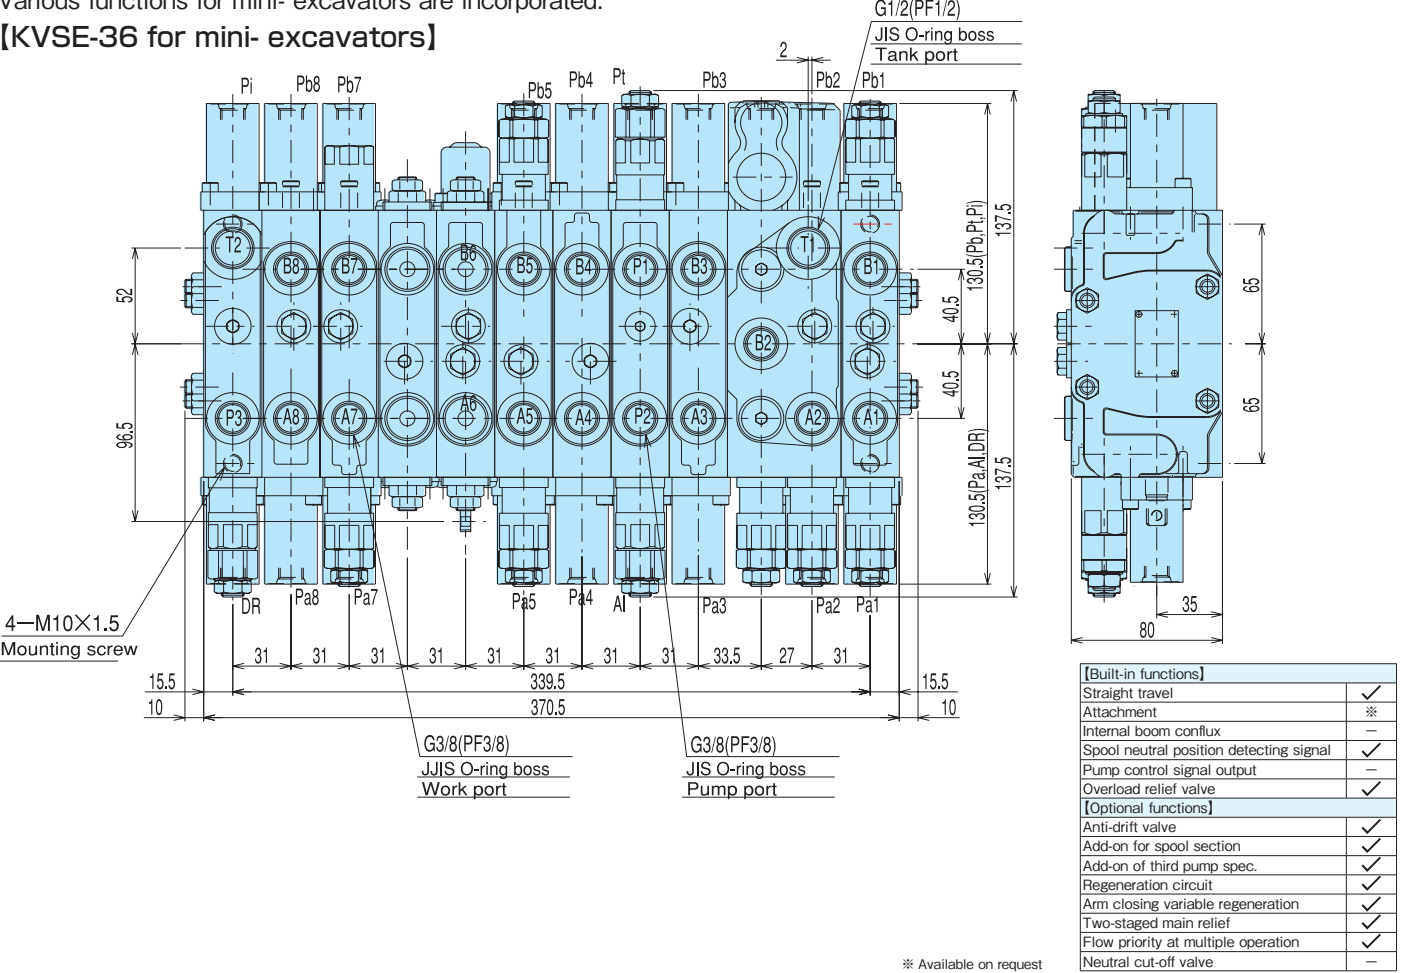 Various functions for mini- excavators are incorporated.
【KVSE-36 for mini- excavators】
G1/2(PF1/2)
JIS O-ring boss
Tank port
2
Pi
Pb8
Pb7
Pb5
Pb4
Pt
Pb3
Pb2
Pb1
T2
B8
B7
B6
B5
B4
P1
B3
T1
B1
B2
P3
A8
A7
A6
A5
A4
P2
A3
A2
A1
52
96.5
40.5
40.5
130.5(Pb,Pt,Pi)
137.5
130.5(Pa,AI,DR)
137.5
65
65
35
80
DR
Pa8
Pa7
Pa5
Pa4
AI
Pa3
Pa2
Pa1
4－M10×1.5
Mounting screw
31
31
31
31
31
31
31
31
33.5
27
31
15.5
339.5
15.5
10
370.5
10
G3/8(PF3/8)
JJIS O-ring boss
Work port
G3/8(PF3/8)
JIS O-ring boss
Pump port
【Built-in functions】
Straight travel ✓
Attachment ※
Internal boom conflux －
Spool neutral position detecting signal ✓
Pump control signal output －
Overload relief valve ✓
【Optional functions】
Anti-drift valve ✓
Add-on for spool section ✓
Add-on of third pump spec. ✓
Regeneration circuit ✓
Arm closing variable regeneration ✓
Two-staged main relief ✓
Flow priority at multiple operation ✓
Neutral cut-off valve －
※ Available on request